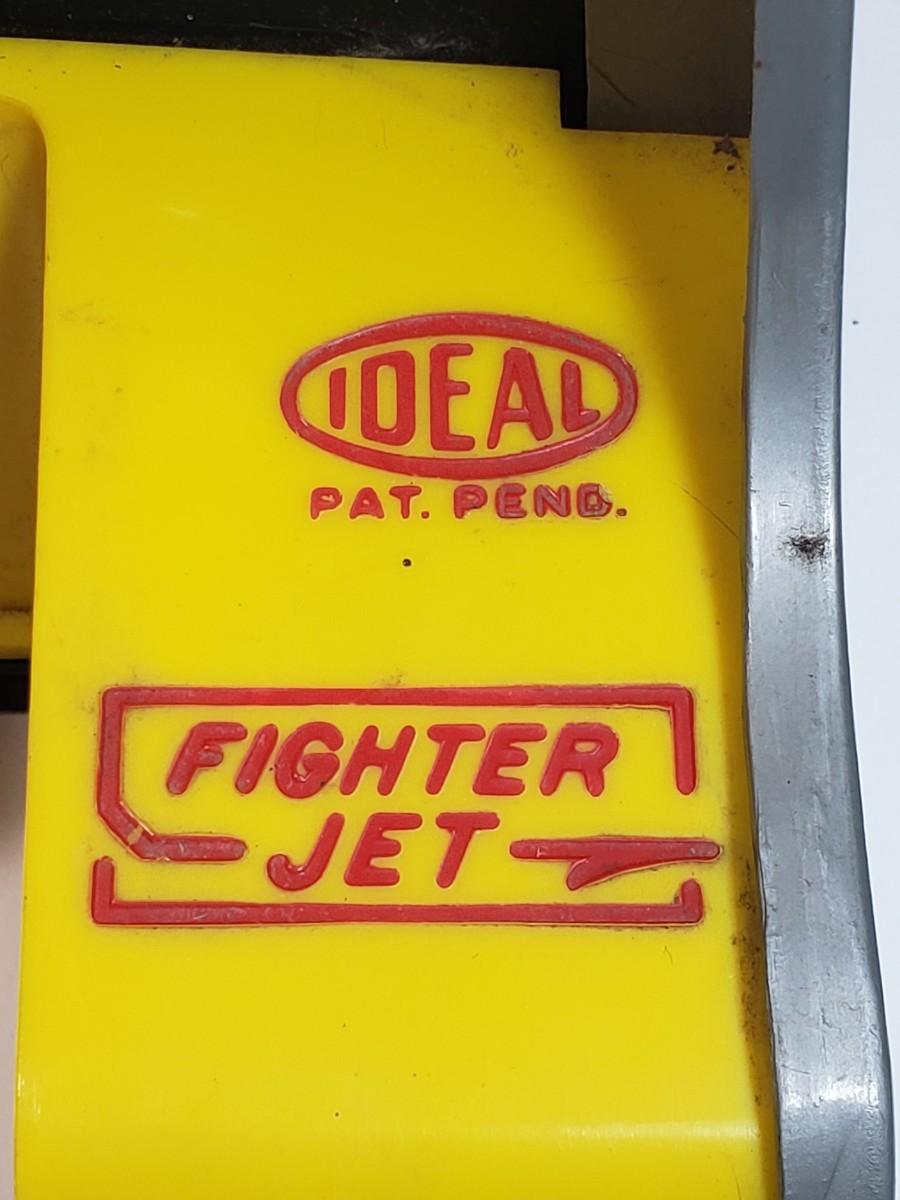 IDEAL
PAT. PEND.
FIGHTER
JET